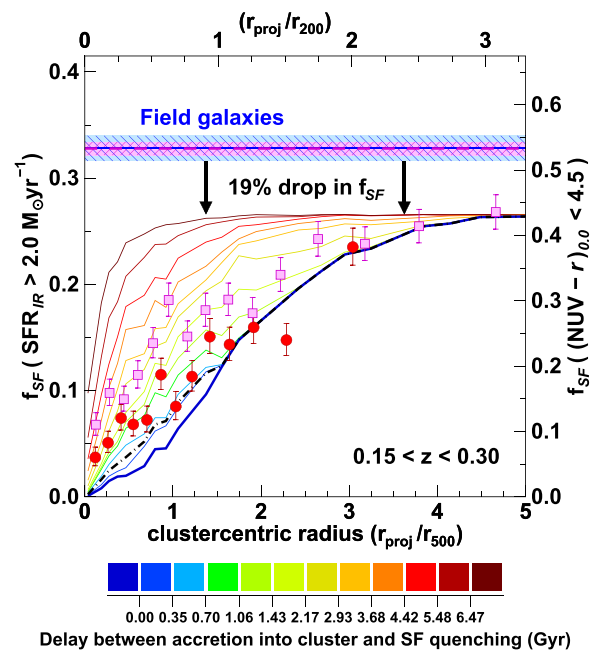 (r_proj/r_200)
0 1 2 3
0.4
0.3
0.2
0.1
0.0
f_SF ( SFR_IR > 2.0 M_⊙yr^−1)
Field galaxies
19% drop in f_SF
0.15 < z < 0.30
0.6
0.5
0.4
0.3
0.2
0.1
0.0
f_SF ( (NUV − r)_0.0 < 4.5)
0 1 2 3 4 5
clustercentric radius (r_proj/r_500)
0.00 0.35 0.70 1.06 1.43 2.17 2.93 3.68 4.42 5.48 6.47
Delay between accretion into cluster and SF quenching (Gyr)